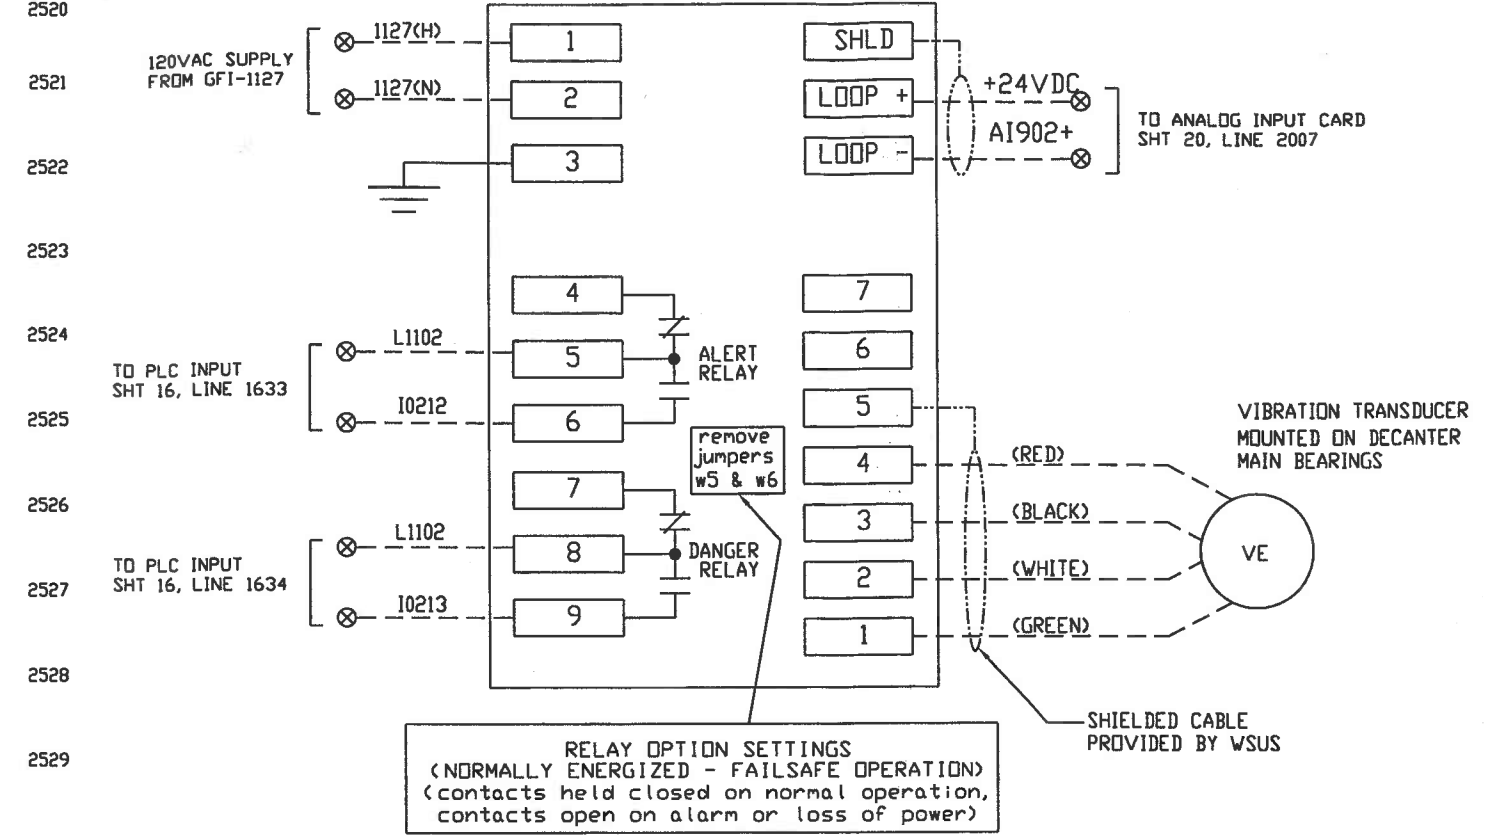 2520
2521
2522
2523
2524
2525
2526
2527
2528
2529
120VAC SUPPLY
FROM GFI-1127
1127(H)
1127(N)
1
2
3
4
5
6
7
8
9
TO PLC INPUT
SHT 16, LINE 1633
L1102
I0212
ALERT
RELAY
TO PLC INPUT
SHT 16, LINE 1634
L1102
I0213
DANGER
RELAY
remove
jumpers
w5 & w6
SHLD
LOOP +
LOOP -
+24VDC
AI902+
TO ANALOG INPUT CARD
SHT 20, LINE 2007
7
6
5
4
3
2
1
(RED)
(BLACK)
(WHITE)
(GREEN)
VIBRATION TRANSDUCER
MOUNTED ON DECANTER
MAIN BEARINGS
VE
SHIELDED CABLE
PROVIDED BY WSUS
RELAY OPTION SETTINGS
(NORMALLY ENERGIZED - FAILSAFE OPERATION)
(contacts held closed on normal operation,
contacts open on alarm or loss of power)